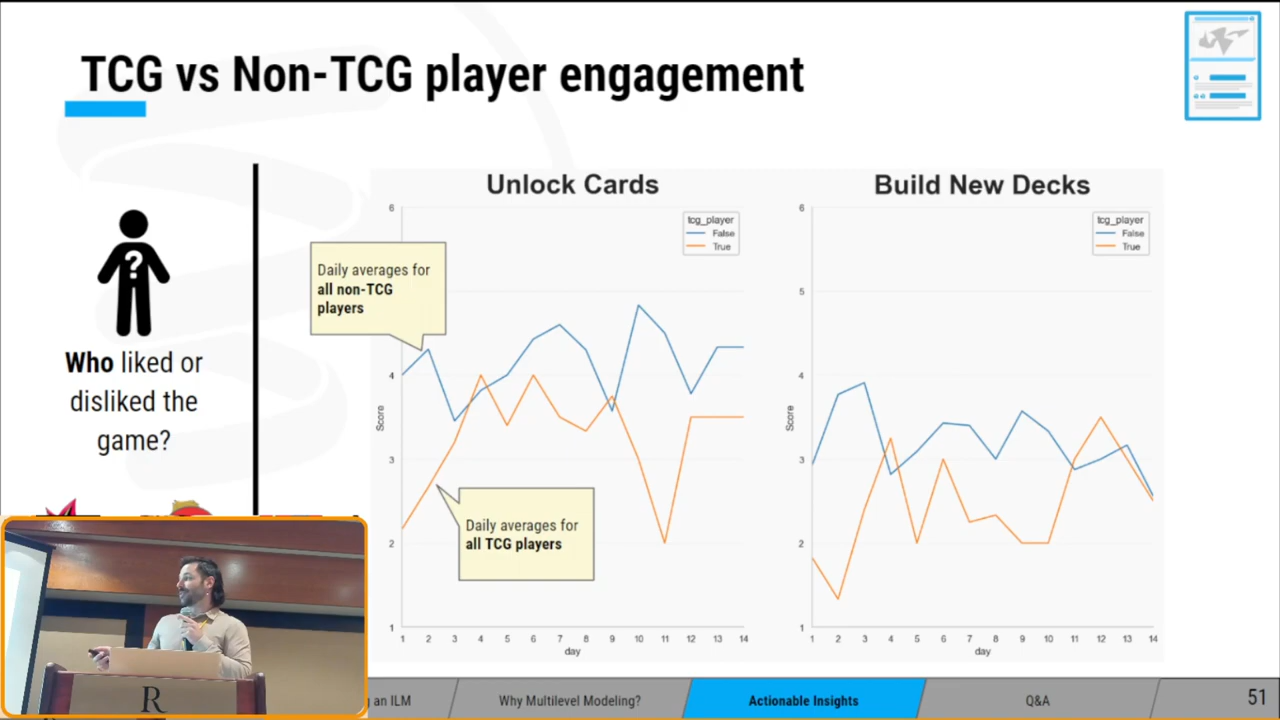 TCG vs Non-TCG player engagement
Who liked or
disliked the
game?
Unlock Cards
tcg_player
False
True
Daily averages for
all non-TCG
players
Daily averages for
all TCG players
Score
6
4
3
2
1
1 2 3 4 5 6 7 8 9 10 11 12 13 14
day
Build New Decks
tcg_player
False
True
Score
6
5
4
3
2
1
1 2 3 4 5 6 7 8 9 10 11 12 13 14
day
R
an ILM
Why Multilevel Modeling?
Actionable Insights
Q&A
51